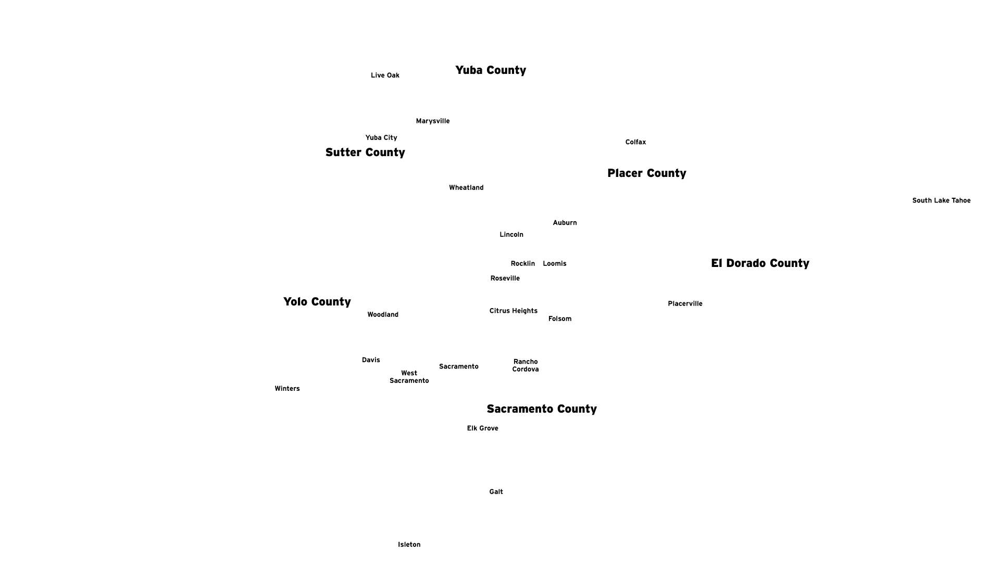 Yuba County
Live Oak
Marysville
Yuba City
Colfax
Sutter County
Placer County
Wheatland
South Lake Tahoe
Auburn
Lincoln
El Dorado County
Rocklin
Loomis
Roseville
Yolo County
Placerville
Citrus Heights
Woodland
Folsom
Davis
Rancho
Cordova
Sacramento
West
Sacramento
Winters
Sacramento County
Elk Grove
Galt
Isleton